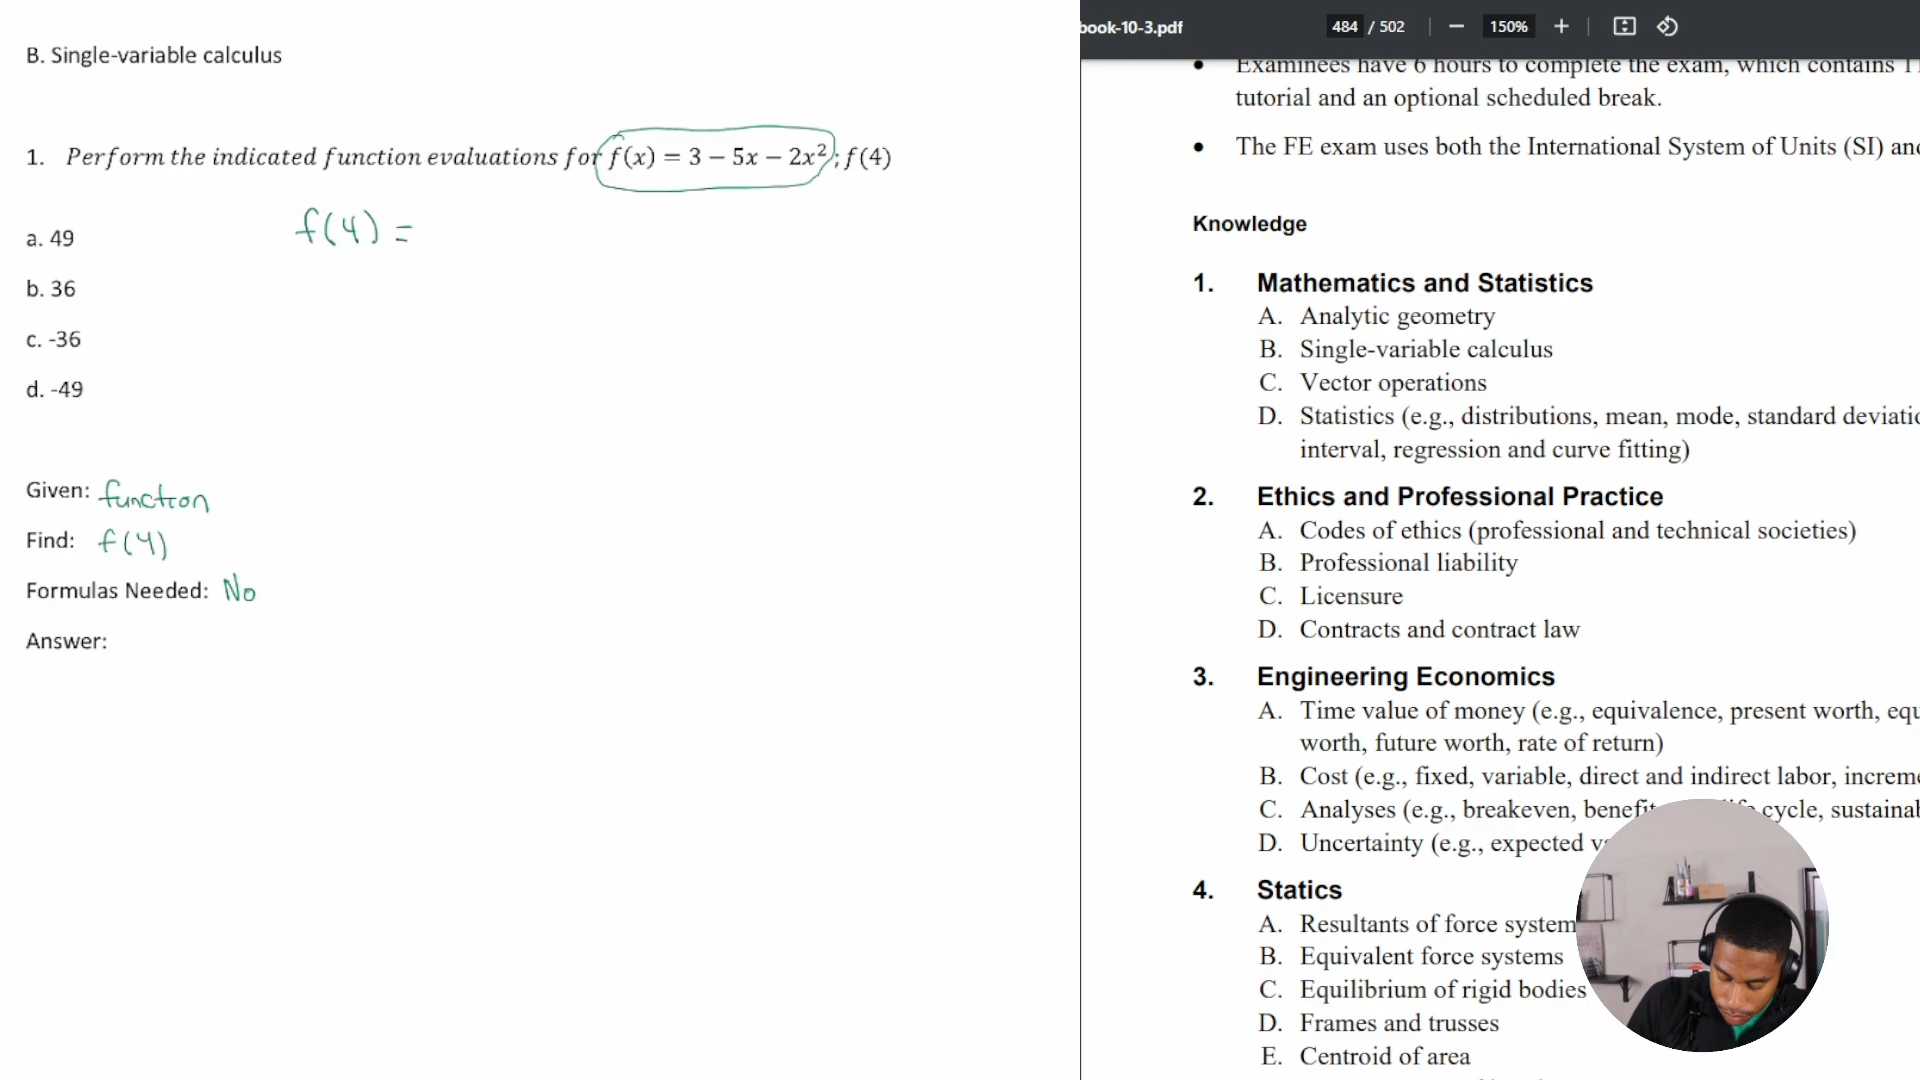 B. Single-variable calculus
1. Perform the indicated function evaluations for f(x) = 3 − 5x − 2x²; f(4)
f(4) =
a. 49
b. 36
c. -36
d. -49
Given: function
Find: f(4)
Formulas Needed: No
Answer:
book-10-3.pdf
484 / 502
150%
Examinees have 6 hours to complete the exam, which contains
tutorial and an optional scheduled break.
• The FE exam uses both the International System of Units (SI) and
Knowledge
1. Mathematics and Statistics
A. Analytic geometry
B. Single-variable calculus
C. Vector operations
D. Statistics (e.g., distributions, mean, mode, standard
interval, regression and curve fitting)
2. Ethics and Professional Practice
A. Codes of ethics (professional and technical societies)
B. Professional liability
C. Licensure
D. Contracts and contract law
3. Engineering Economics
A. Time value of money (e.g., equivalence, present worth,
worth, future worth, rate of return)
B. Cost (e.g., fixed, variable, direct and indirect labor,
C. Analyses (e.g., breakeven, cycle,
D. Uncertainty (e.g., expected
4. Statics
A. Resultants of force
B. Equivalent force systems
C. Equilibrium of rigid bodies
D. Frames and trusses
E. Centroid of area